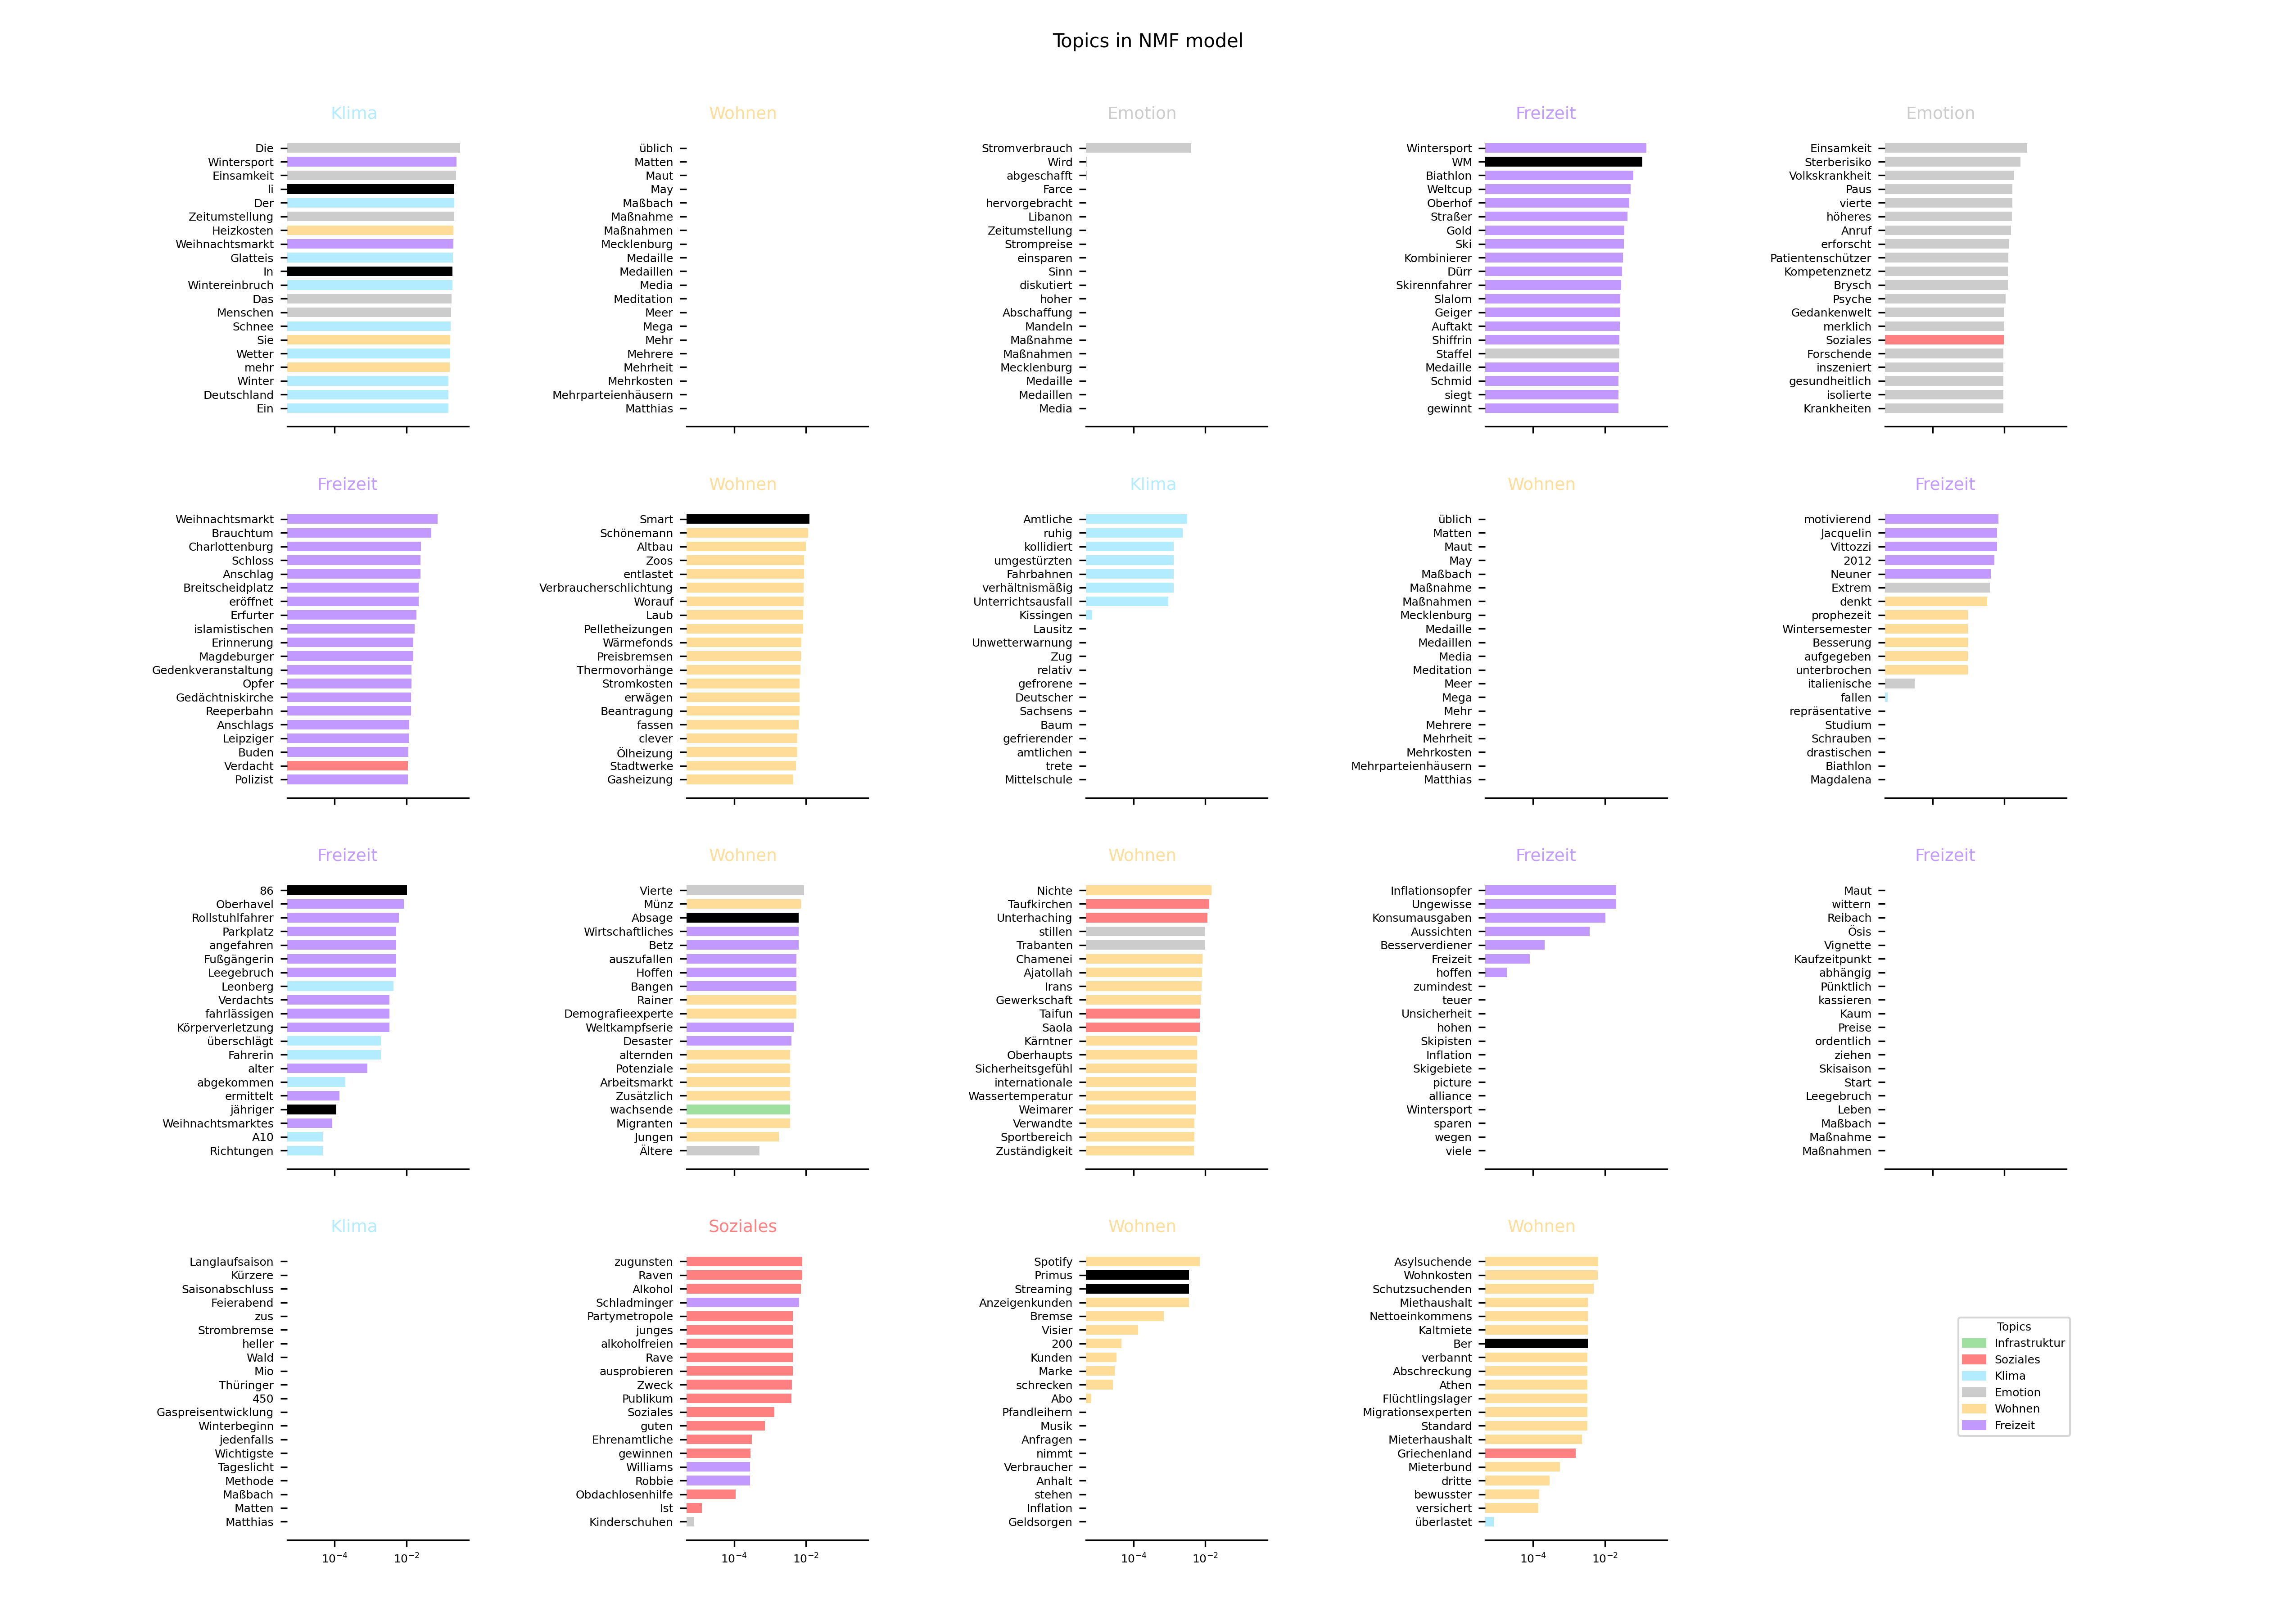 Topics in NMF model
Klima
Die
Wintersport
Einsamkeit
li
Der
Zeitumstellung
Heizkosten
Weihnachtsmarkt
Glatteis
In
Wintereinbruch
Das
Menschen
Schnee
Sie
Wetter
mehr
Winter
Deutschland
Ein
Wohnen
üblich
Matten
Maut
May
Maßbach
Maßnahme
Maßnahmen
Mecklenburg
Medaille
Medaillen
Media
Meditation
Meer
Mega
Mehr
Mehrere
Mehrheit
Mehrkosten
Mehrparteienhäusern
Matthias
Emotion
Stromverbrauch
Wird
abgeschafft
Farce
hervorgebracht
Libanon
Zeitumstellung
Strompreise
einsparen
Sinn
diskutiert
hoher
Abschaffung
Mandeln
Maßnahme
Maßnahmen
Mecklenburg
Medaille
Medaillen
Media
Freizeit
Wintersport
WM
Biathlon
Weltcup
Oberhof
Straßer
Gold
Ski
Kombinierer
Dürr
Skirennfahrer
Slalom
Geiger
Auftakt
Shiffrin
Staffel
Medaille
Schmid
siegt
gewinnt
Emotion
Einsamkeit
Sterberisiko
Volkskrankheit
Paus
vierte
höheres
Anruf
erforscht
Patientenschützer
Kompetenznetz
Brysch
Psyche
Gedankenwelt
merklich
Soziales
Forschende
inszeniert
gesundheitlich
isolierte
Krankheiten
Freizeit
Weihnachtsmarkt
Brauchtum
Charlottenburg
Schloss
Anschlag
Breitscheidplatz
eröffnet
Erfurter
islamistischen
Erinnerung
Magdeburger
Gedenkveranstaltung
Opfer
Gedächtniskirche
Reeperbahn
Anschlags
Leipziger
Buden
Verdacht
Polizist
Wohnen
Smart
Schönemann
Altbau
Zoos
entlastet
Verbraucherschlichtung
Worauf
Laub
Pelletheizungen
Wärmefonds
Preisbremsen
Thermovorhänge
Stromkosten
erwägen
Beantragung
fassen
clever
Ölheizung
Stadtwerke
Gasheizung
Klima
Amtliche
ruhig
kollidiert
umgestürzten
Fahrbahnen
verhältnismäßig
Unterrichtsausfall
Kissingen
Lausitz
Unwetterwarnung
Zug
relativ
gefrorene
Deutscher
Sachsens
Baum
gefrierender
amtlichen
trete
Mittelschule
Wohnen
üblich
Matten
Maut
May
Maßbach
Maßnahme
Maßnahmen
Mecklenburg
Medaille
Medaillen
Media
Meditation
Meer
Mega
Mehr
Mehrere
Mehrheit
Mehrkosten
Mehrparteienhäusern
Matthias
Freizeit
motivierend
Jacquelin
Vittozzi
2012
Neuner
Extrem
denkt
prophezeit
Wintersemester
Besserung
aufgegeben
unterbrochen
italienische
fallen
repräsentative
Studium
Schrauben
drastischen
Biathlon
Magdalena
Freizeit
86
Oberhavel
Rollstuhlfahrer
Parkplatz
angefahren
Fußgängerin
Leegebruch
Leonberg
Verdachts
fahrlässigen
Körperverletzung
überschlägt
Fahrerin
alter
abgekommen
ermittelt
jähriger
Weihnachtsmarktes
A10
Richtungen
Wohnen
Vierte
Münz
Absage
Wirtschaftliches
Betz
auszufallen
Hoffen
Bangen
Rainer
Demografieexperte
Weltkampfserie
Desaster
alternden
Potenziale
Arbeitsmarkt
Zusätzlich
wachsende
Migranten
Jungen
Ältere
Wohnen
Nichte
Taufkirchen
Unterhaching
stillen
Trabanten
Chamenei
Ajatollah
Irans
Gewerkschaft
Taifun
Saola
Kärntner
Oberhaupts
Sicherheitsgefühl
internationale
Wassertemperatur
Weimarer
Verwandte
Sportbereich
Zuständigkeit
Freizeit
Inflationsopfer
Ungewisse
Konsumausgaben
Aussichten
Besserverdiener
Freizeit
hoffen
zumindest
teuer
Unsicherheit
hohen
Skipisten
Inflation
Skigebiete
picture
alliance
Wintersport
sparen
wegen
viele
Freizeit
Maut
wittern
Reibach
Ösis
Vignette
Kaufzeitpunkt
abhängig
Pünktlich
kassieren
Kaum
Preise
ordentlich
ziehen
Skisaison
Start
Leegebruch
Leben
Maßbach
Maßnahme
Maßnahmen
Klima
Langlaufsaison
Kürzere
Saisonabschluss
Feierabend
zus
Strombremse
heller
Wald
Mio
Thüringer
450
Gaspreisentwicklung
Winterbeginn
jedenfalls
Wichtigste
Tageslicht
Methode
Maßbach
Matten
Matthias
10⁻⁴ 10⁻²
Soziales
zugunsten
Raven
Alkohol
Schladminger
Partymetropole
junges
alkoholfreien
Rave
ausprobieren
Zweck
Publikum
Soziales
guten
Ehrenamtliche
gewinnen
Williams
Robbie
Obdachlosenhilfe
Ist
Kinderschuhen
10⁻⁴ 10⁻²
Wohnen
Spotify
Primus
Streaming
Anzeigenkunden
Bremse
Visier
200
Kunden
Marke
schrecken
Abo
Pfandleihern
Musik
Anfragen
nimmt
Verbraucher
Anhalt
stehen
Inflation
Geldsorgen
10⁻⁴ 10⁻²
Wohnen
Asylsuchende
Wohnkosten
Schutzsuchenden
Miethaushalt
Nettoeinkommens
Kaltmiete
Ber
verbannt
Abschreckung
Athen
Flüchtlingslager
Migrationsexperten
Standard
Mieterhaushalt
Griechenland
Mieterbund
dritte
bewusster
versichert
überlastet
10⁻⁴ 10⁻²
Topics
Infrastruktur
Soziales
Klima
Emotion
Wohnen
Freizeit